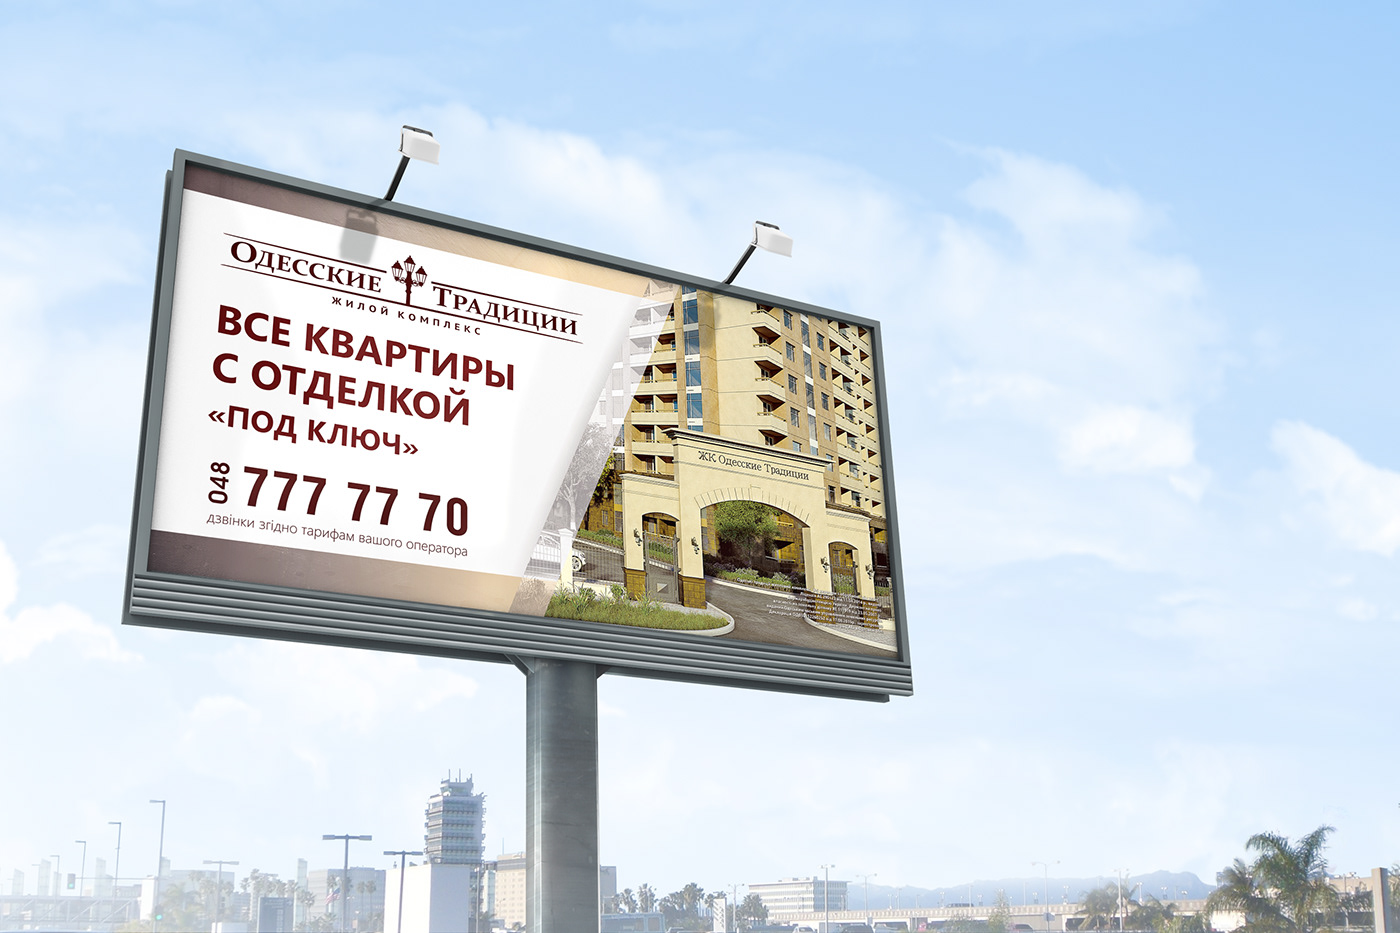 ОДЕССКИЕ ТРАДИЦИИ
ЖИЛОЙ КОМПЛЕКС
ВСЕ КВАРТИРЫ
С ОТДЕЛКОЙ
«ПОД КЛЮЧ»
048 777 77 70
дзвінки згідно тарифам вашого оператора
ЖК Одесские Традиции